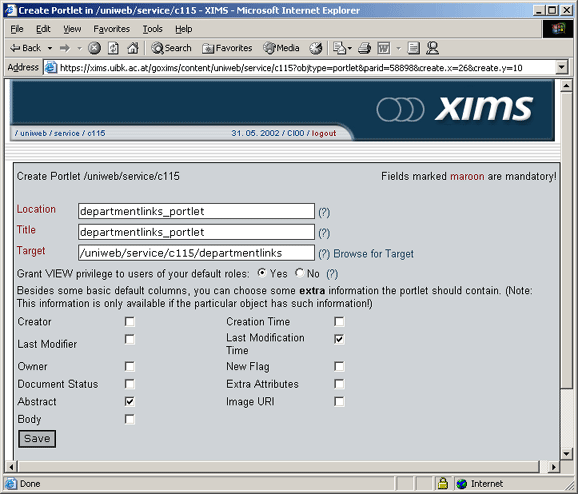 Create Portlet in /uniweb/service/c115 - XIMS - Microsoft Internet Explorer
File Edit View Favorites Tools Help
Back Search Favorites Media
Address https://xims.uibk.ac.at/goxims/content/uniweb/service/c115?objtype=portlet&parid=58898&create.x=26&create.y=10
xims
/ uniweb / service / c115 31. 05. 2002 / CI00 / logout
Create Portlet /uniweb/service/c115 Fields marked maroon are mandatory!
Location departmentlinks_portlet (?)
Title departmentlinks_portlet (?)
Target /uniweb/service/c115/departmentlinks (?) Browse for Target
Grant VIEW privilege to users of your default roles: Yes No (?)
Besides some basic default columns, you can choose some extra information the portlet should contain. (Note:
This information is only available if the particular object has such information!)
Creator Creation Time
Last Modifier Last Modification
Time
Owner New Flag
Document Status Extra Attributes
Abstract Image URI
Body
Save
Done Internet